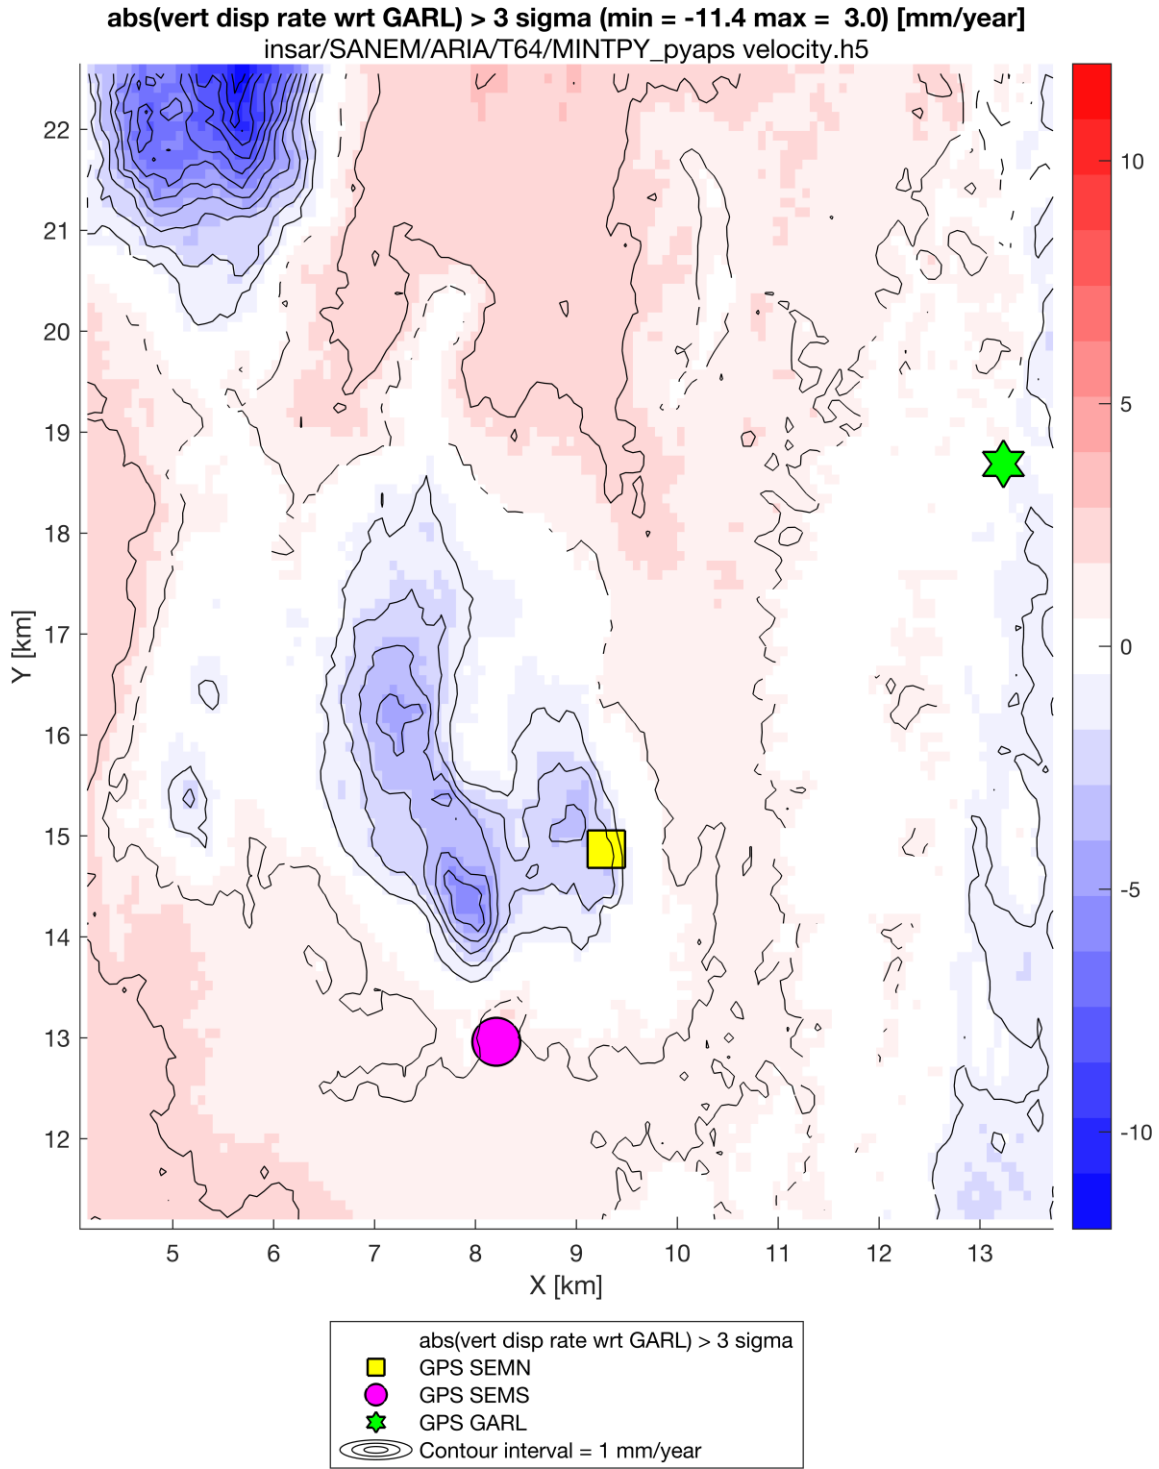 abs(vert disp rate wrt GARL) > 3 sigma (min = -11.4 max =  3.0) [mm/year]
insar/SANEM/ARIA/T64/MINTPY_pyaps velocity.h5
22
21
20
19
18
17
16
15
14
13
12
Y [km]
5
6
7
8
9
10
11
12
13
X [km]
10
5
0
-5
-10
abs(vert disp rate wrt GARL) > 3 sigma
GPS SEMN
GPS SEMS
GPS GARL
Contour interval = 1 mm/year